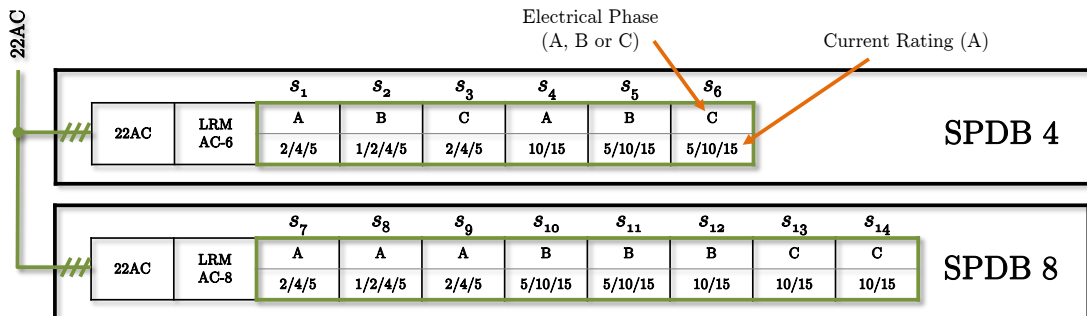 22AC
Electrical Phase
(A, B or C)
Current Rating (A)
s1 s2 s3 s4 s5 s6
22AC
LRM
AC-6
A B C A B C
2/4/5 1/2/4/5 2/4/5 10/15 5/10/15 5/10/15
SPDB 4
s7 s8 s9 s10 s11 s12 s13 s14
22AC
LRM
AC-8
A A A B B B C C
2/4/5 1/2/4/5 2/4/5 5/10/15 5/10/15 10/15 10/15 10/15
SPDB 8